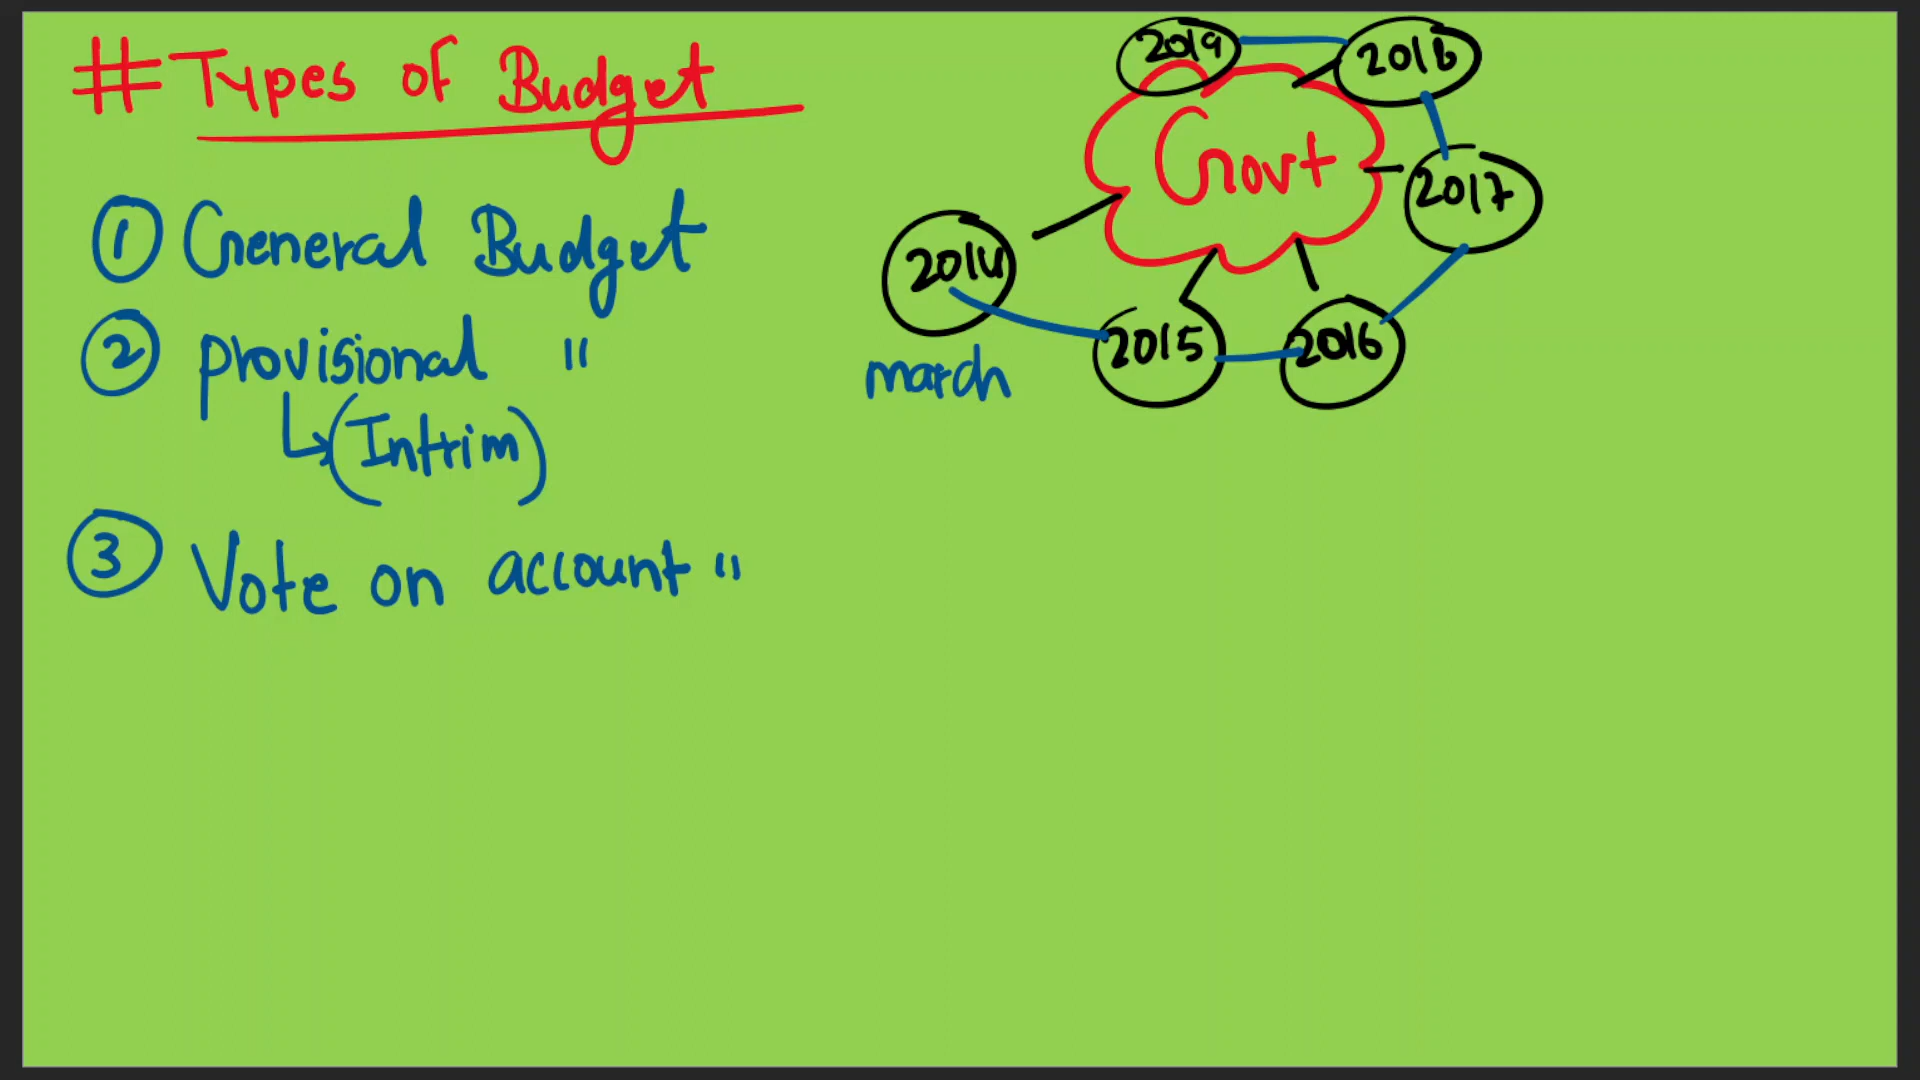 # Types of Budget
① General Budget
② Provisional "
(Intrim)
③ Vote on account "
Govt
2014
march
2015
2016
2017
2018
2019